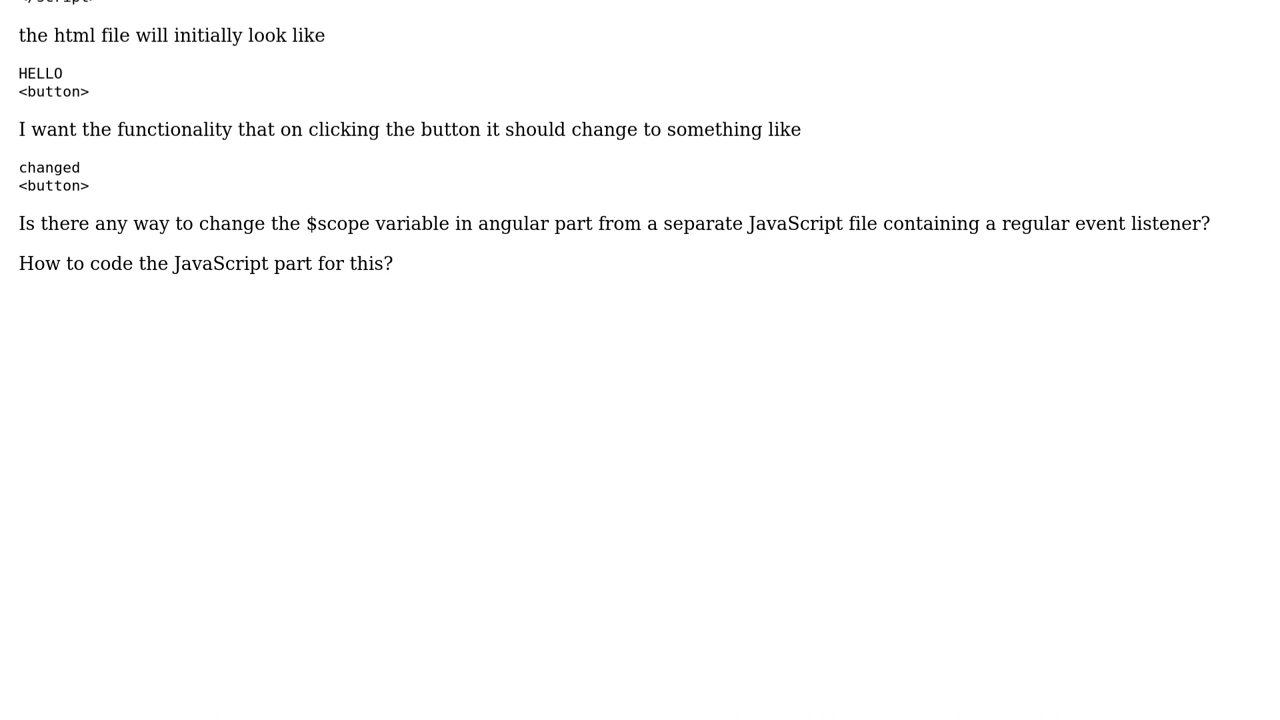 </script>
the html file will initially look like
HELLO
<button>
I want the functionality that on clicking the button it should change to something like
changed
<button>
Is there any way to change the $scope variable in angular part from a separate JavaScript file containing a regular event listener?
How to code the JavaScript part for this?